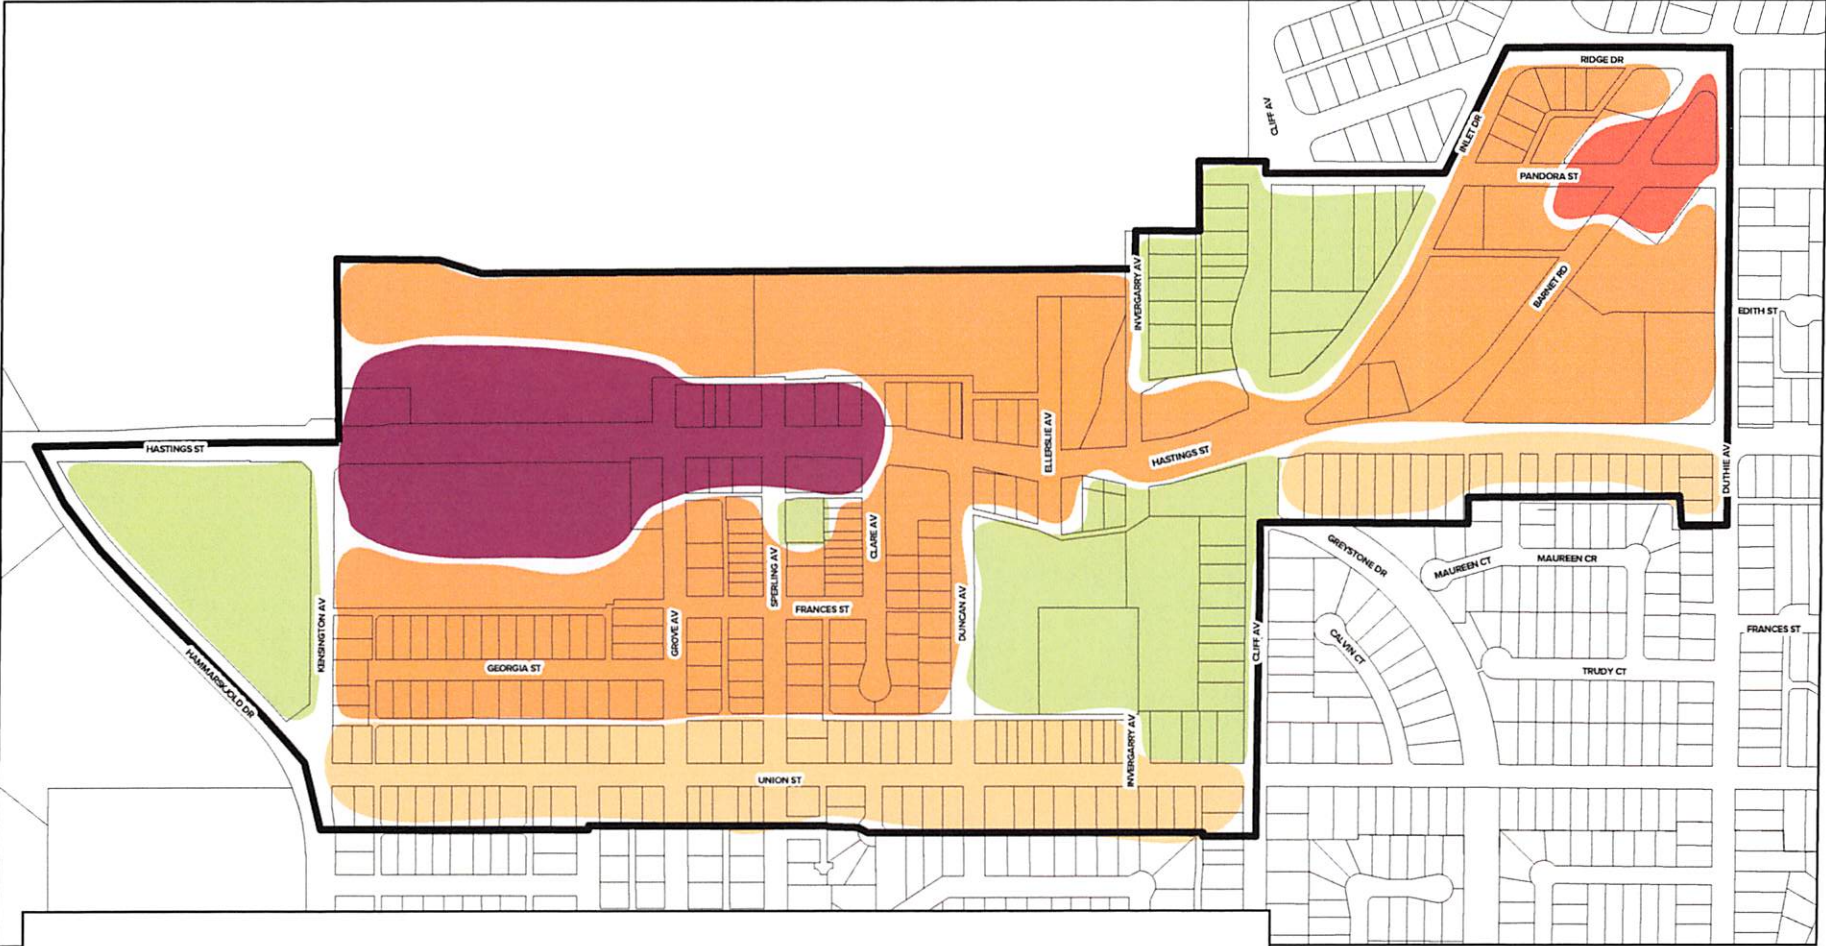 RIDGE DR
CLIFF AV
INLET DR
PANDORA ST
INVERGARRY AV
BARNET RD
EDITH ST
HASTINGS ST
ELLERSLIE AV
HASTINGS ST
DUTHIE AV
CLARE AV
GREYSTONE DR
MAUREEN CT
MAUREEN CR
SPERLING AV
FRANCES ST
DUNCAN AV
KENSINGTON AV
GROVE AV
CLIFF AV
CALVIN CT
FRANCES ST
GEORGIA ST
TRUDY CT
HAMMARSKJOLD DR
INVERGARRY AV
UNION ST